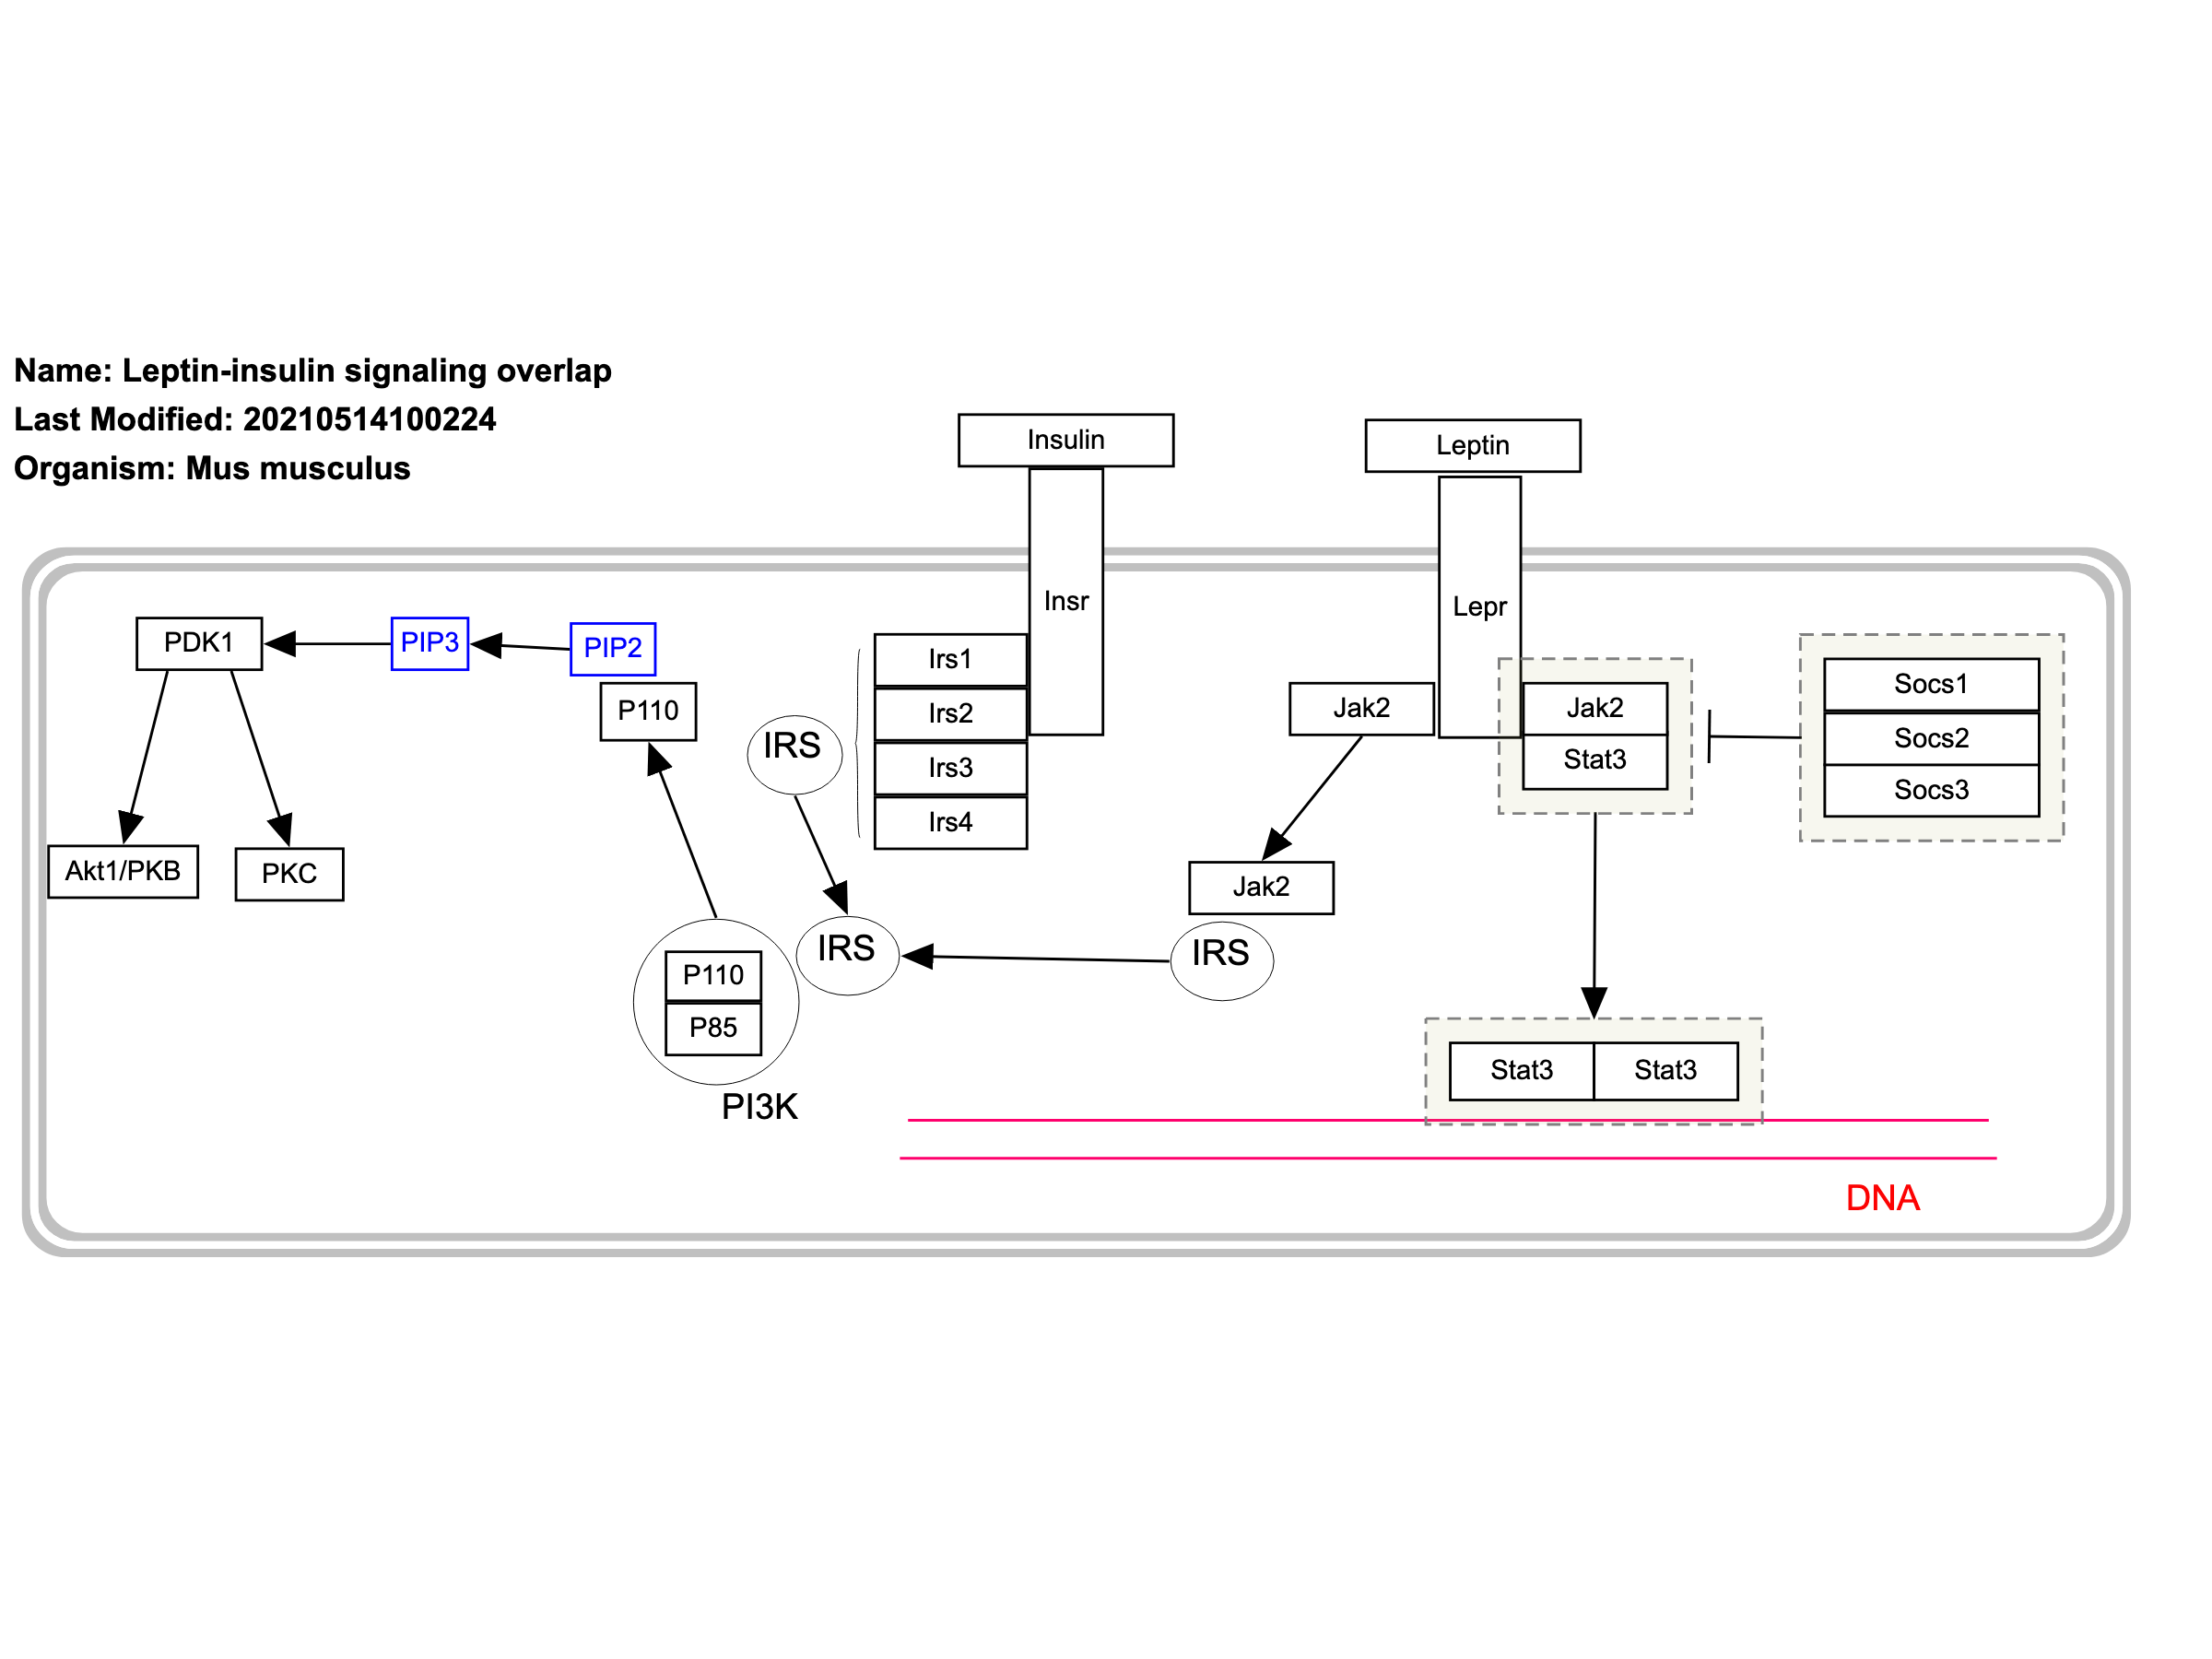 Name: Leptin-insulin signaling overlap
Last Modified: 20210514100224
Organism: Mus musculus
Insulin
Leptin
Insr
Lepr
PDK1
PIP3
PIP2
P110
Irs1
Irs2
Irs3
Irs4
IRS
Jak2
Jak2
Stat3
Socs1
Socs2
Socs3
Akt1/PKB
PKC
Jak2
IRS
IRS
P110
P85
PI3K
Stat3
Stat3
DNA